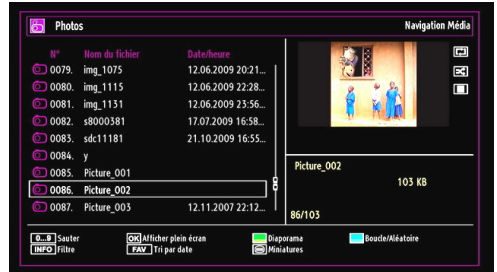 Photos
Navigation Média
N° Nom du fichier Date/heure
0079. img_1075 12.06.2009 20:21...
0080. img_1115 12.06.2009 22:28...
0081. img_1131 12.06.2009 23:56...
0082. s8000381 17.07.2009 16:58...
0083. sdc11181 21.10.2009 16:55...
0084. y
0085. Picture_001
0086. Picture_002
0087. Picture_003 12.11.2007 22:12...
Picture_002
103 KB
86/103
0...9 Sauter OK Afficher plein écran Diaporama Boucle/Aléatoire
INFO Filtre FAV Tri par date Miniatures